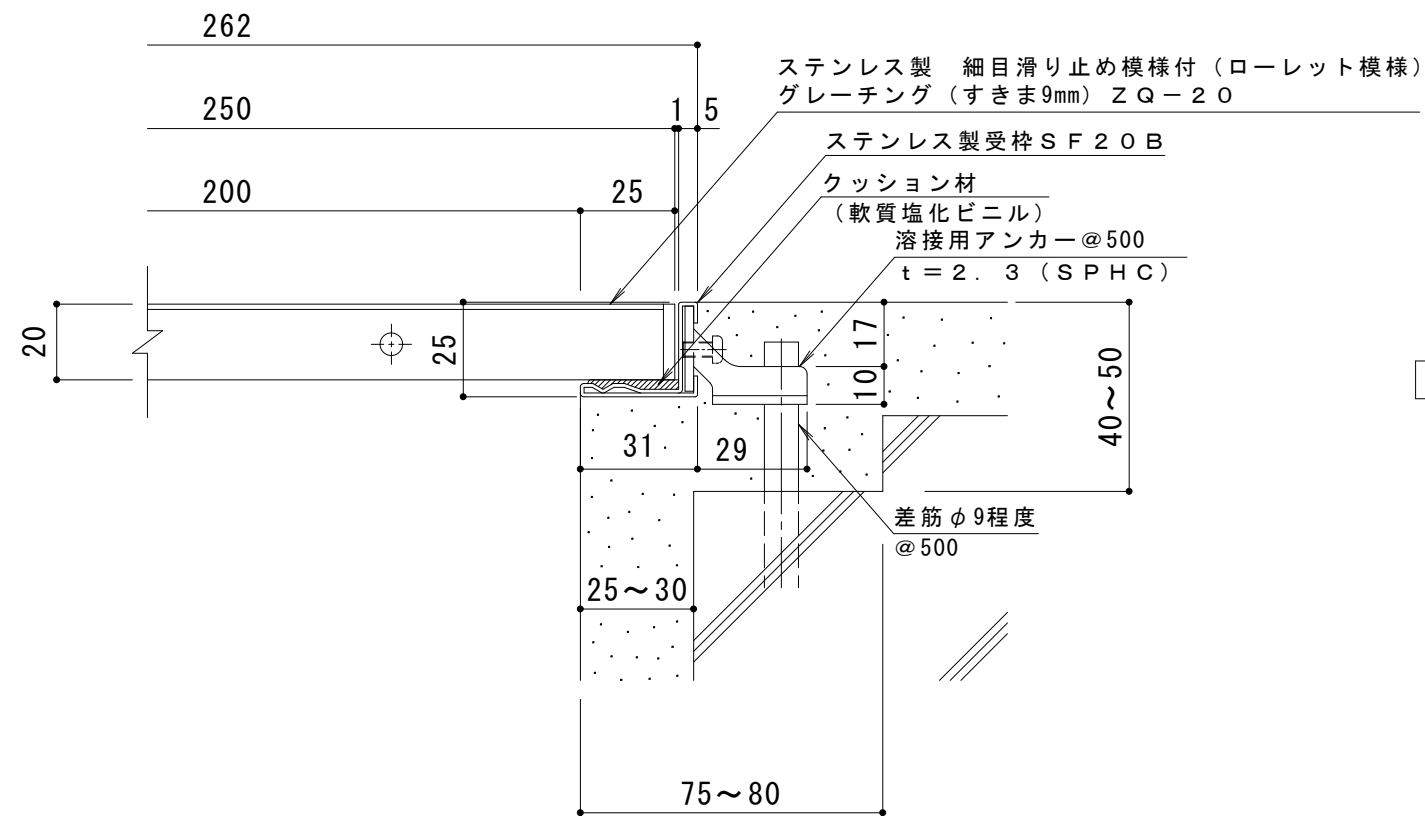 262
ステンレス製　細目滑り止め模様付（ローレット模様）
グレーチング（すきま9mm）ＺＱ－20
250
1
5
ステンレス製受枠ＳＦ２０Ｂ
クッション材
（軟質塩化ビニル）
200
25
溶接用アンカー＠500
ｔ＝２．３（ＳＰＨＣ）
20
25
17
10
40～50
31
29
差筋φ9程度
＠500
25～30
75～80